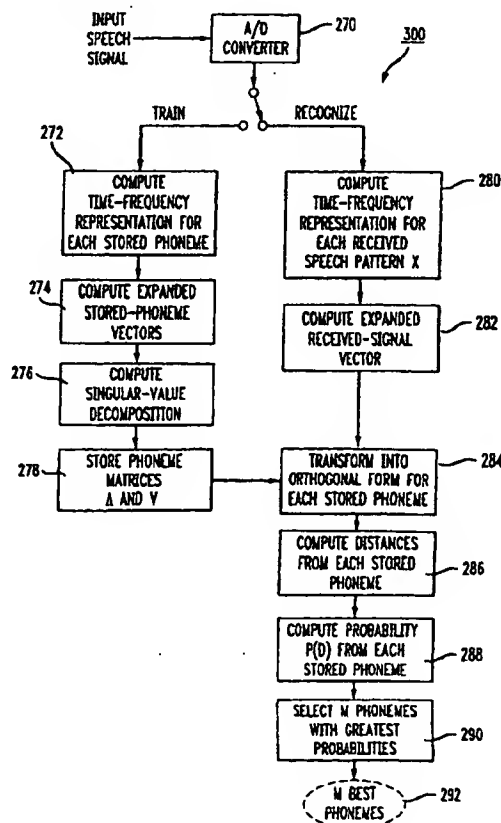 INPUT
SPEECH
SIGNAL
A/D
CONVERTER
270
300
TRAIN
RECOGNIZE
272
COMPUTE
TIME-FREQUENCY
REPRESENTATION FOR
EACH STORED PHONEME
280
COMPUTE
TIME-FREQUENCY
REPRESENTATION FOR
EACH RECEIVED
SPEECH PATTERN X
274
COMPUTE EXPANDED
STORED-PHONEME
VECTORS
282
COMPUTE EXPANDED
RECEIVED-SIGNAL
VECTOR
276
COMPUTE
SINGULAR-VALUE
DECOMPOSITION
278
STORE PHONEME
MATRICES
Λ AND V
284
TRANSFORM INTO
ORTHOGONAL FORM FOR
EACH STORED PHONEME
COMPUTE DISTANCES
FROM EACH STORED
PHONEME
286
COMPUTE PROBABILITY
P(D) FROM EACH
STORED PHONEME
288
SELECT M PHONEMES
WITH GREATEST
PROBABILITIES
290
M BEST
PHONEMES
292